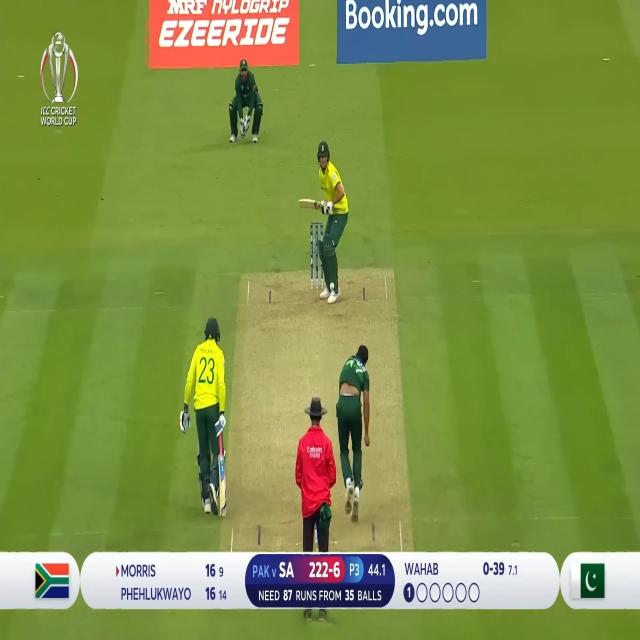 MRF NYLOGRIP
EZEERIDE
Booking.com
ICC CRICKET
WORLD CUP
23
Emirates
MORRIS 16 9
PHEHLUKWAYO 16 14
PAK v SA 222-6 P3 44.1
NEED 87 RUNS FROM 35 BALLS
WAHAB 0-39 7.1
1